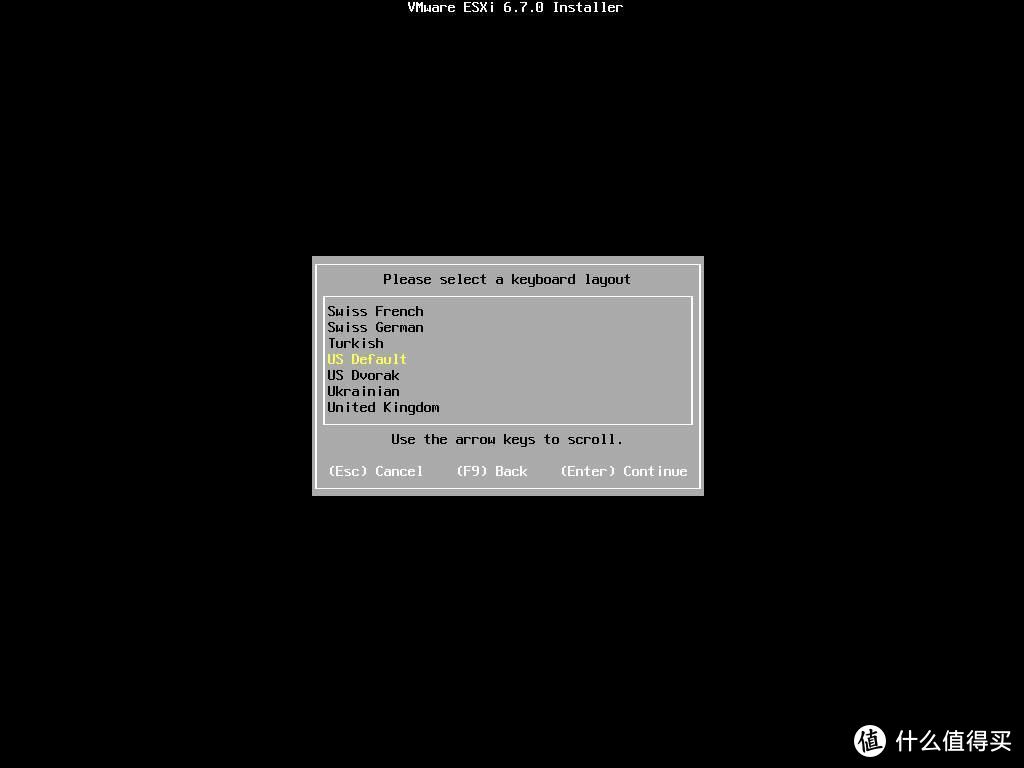 VMware ESXi 6.7.0 Installer
Please select a keyboard layout
Swiss French
Swiss German
Turkish
US Default
US Dvorak
Ukrainian
United Kingdom
Use the arrow keys to scroll.
(Esc) Cancel (F9) Back (Enter) Continue
值 什么值得买